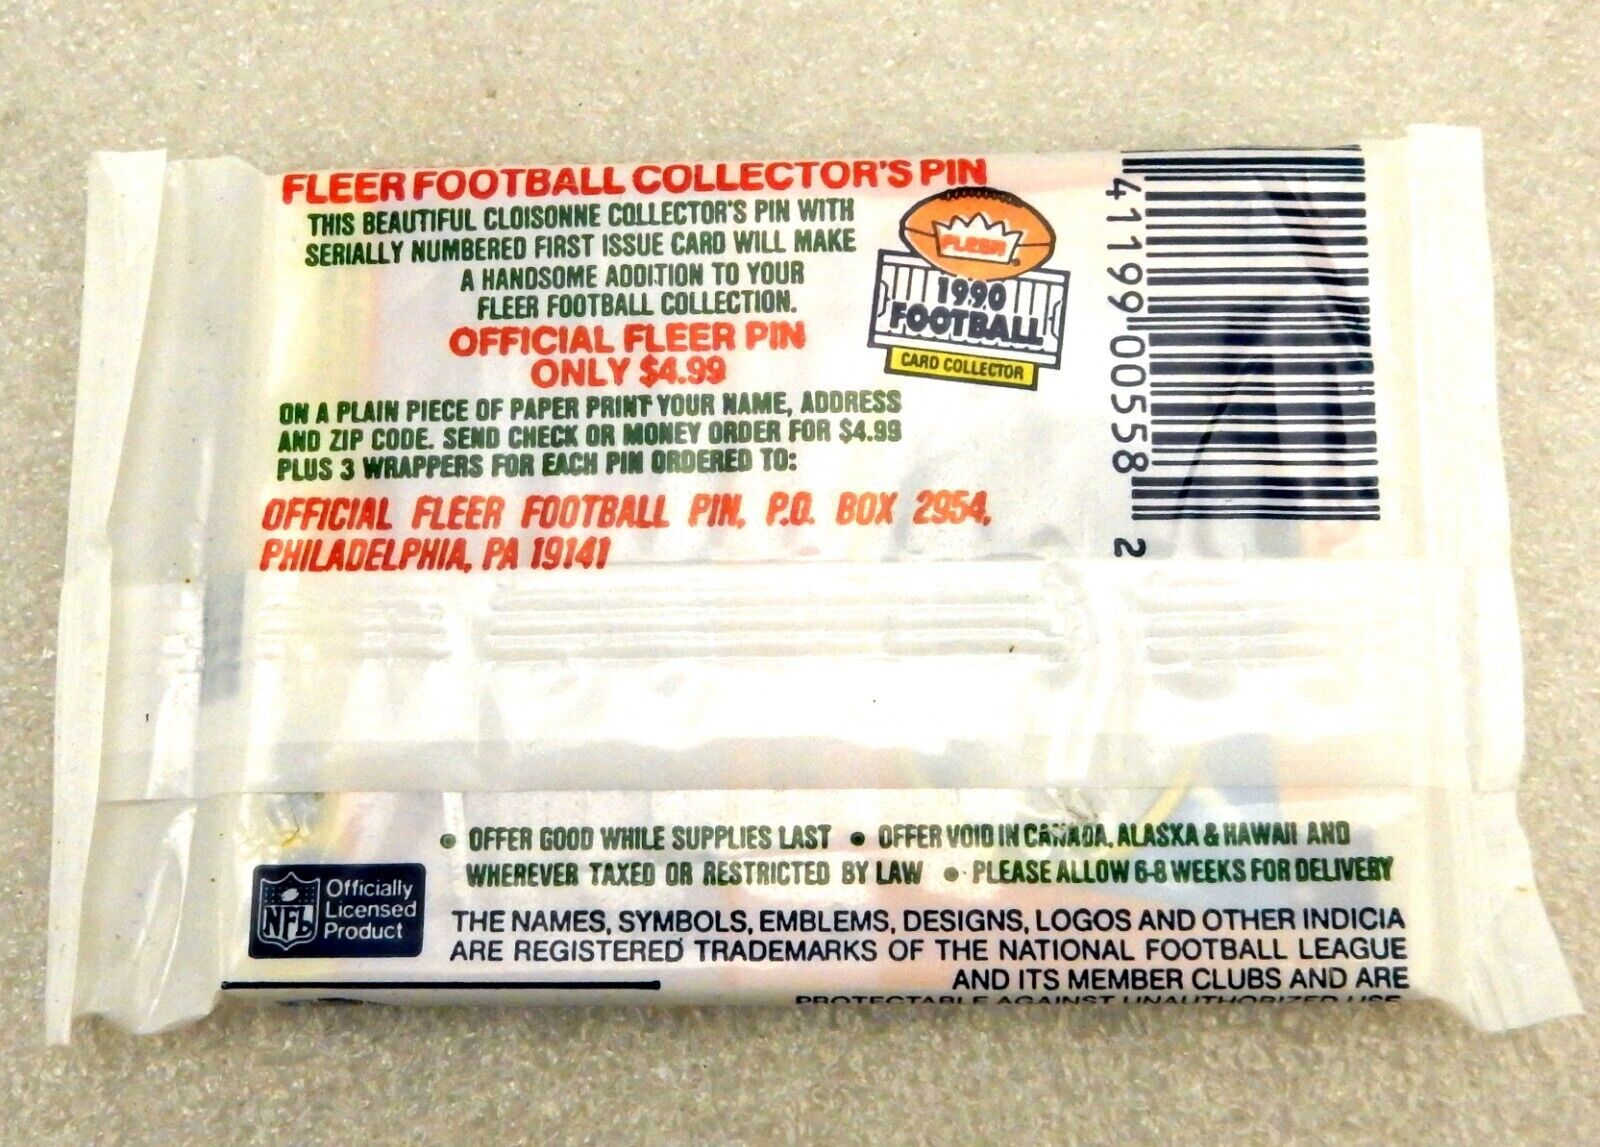 FLEER FOOTBALL COLLECTOR'S PIN
THIS BEAUTIFUL CLOISONNE COLLECTOR'S PIN WITH
SERIALLY NUMBERED FIRST ISSUE CARD WILL MAKE
A HANDSOME ADDITION TO YOUR
FLEER FOOTBALL COLLECTION.
OFFICIAL FLEER PIN
ONLY $4.99
ON A PLAIN PIECE OF PAPER PRINT YOUR NAME, ADDRESS
AND ZIP CODE. SEND CHECK OR MONEY ORDER FOR $4.99
PLUS 3 WRAPPERS FOR EACH PIN ORDERED TO:
OFFICIAL FLEER FOOTBALL PIN, P.O. BOX 2954,
PHILADELPHIA, PA 19141
FLEER
1990
FOOTBALL
CARD COLLECTOR
41199 00558 2
• OFFER GOOD WHILE SUPPLIES LAST • OFFER VOID IN CANADA, ALASKA & HAWAII AND
WHEREVER TAXED OR RESTRICTED BY LAW • PLEASE ALLOW 6-8 WEEKS FOR DELIVERY
NFL
Officially
Licensed
Product
THE NAMES, SYMBOLS, EMBLEMS, DESIGNS, LOGOS AND OTHER INDICIA
ARE REGISTERED TRADEMARKS OF THE NATIONAL FOOTBALL LEAGUE
AND ITS MEMBER CLUBS AND ARE
PROTECTABLE AGAINST UNAUTHORIZED USE